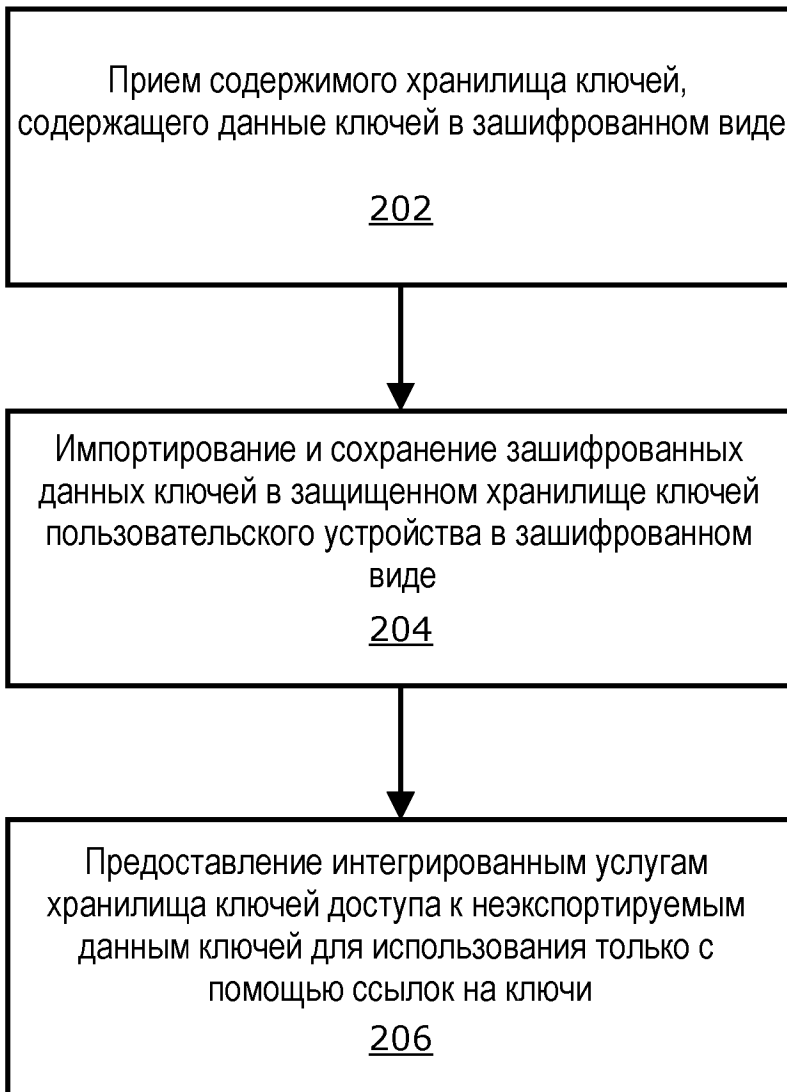 Прием содержимого хранилища ключей,
содержащего данные ключей в зашифрованном виде
202
Импортирование и сохранение зашифрованных
данных ключей в защищенном хранилище ключей
пользовательского устройства в зашифрованном
виде
204
Предоставление интегрированным услугам
хранилища ключей доступа к неэкспортируемым
данным ключей для использования только с
помощью ссылок на ключи
206